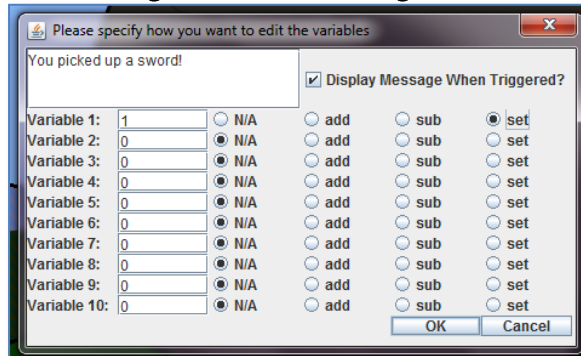 Please specify how you want to edit the variables
You picked up a sword!
Display Message When Triggered?
Variable 1: 1 N/A add sub set
Variable 2: 0 N/A add sub set
Variable 3: 0 N/A add sub set
Variable 4: 0 N/A add sub set
Variable 5: 0 N/A add sub set
Variable 6: 0 N/A add sub set
Variable 7: 0 N/A add sub set
Variable 8: 0 N/A add sub set
Variable 9: 0 N/A add sub set
Variable 10: 0 N/A add sub set
OK Cancel